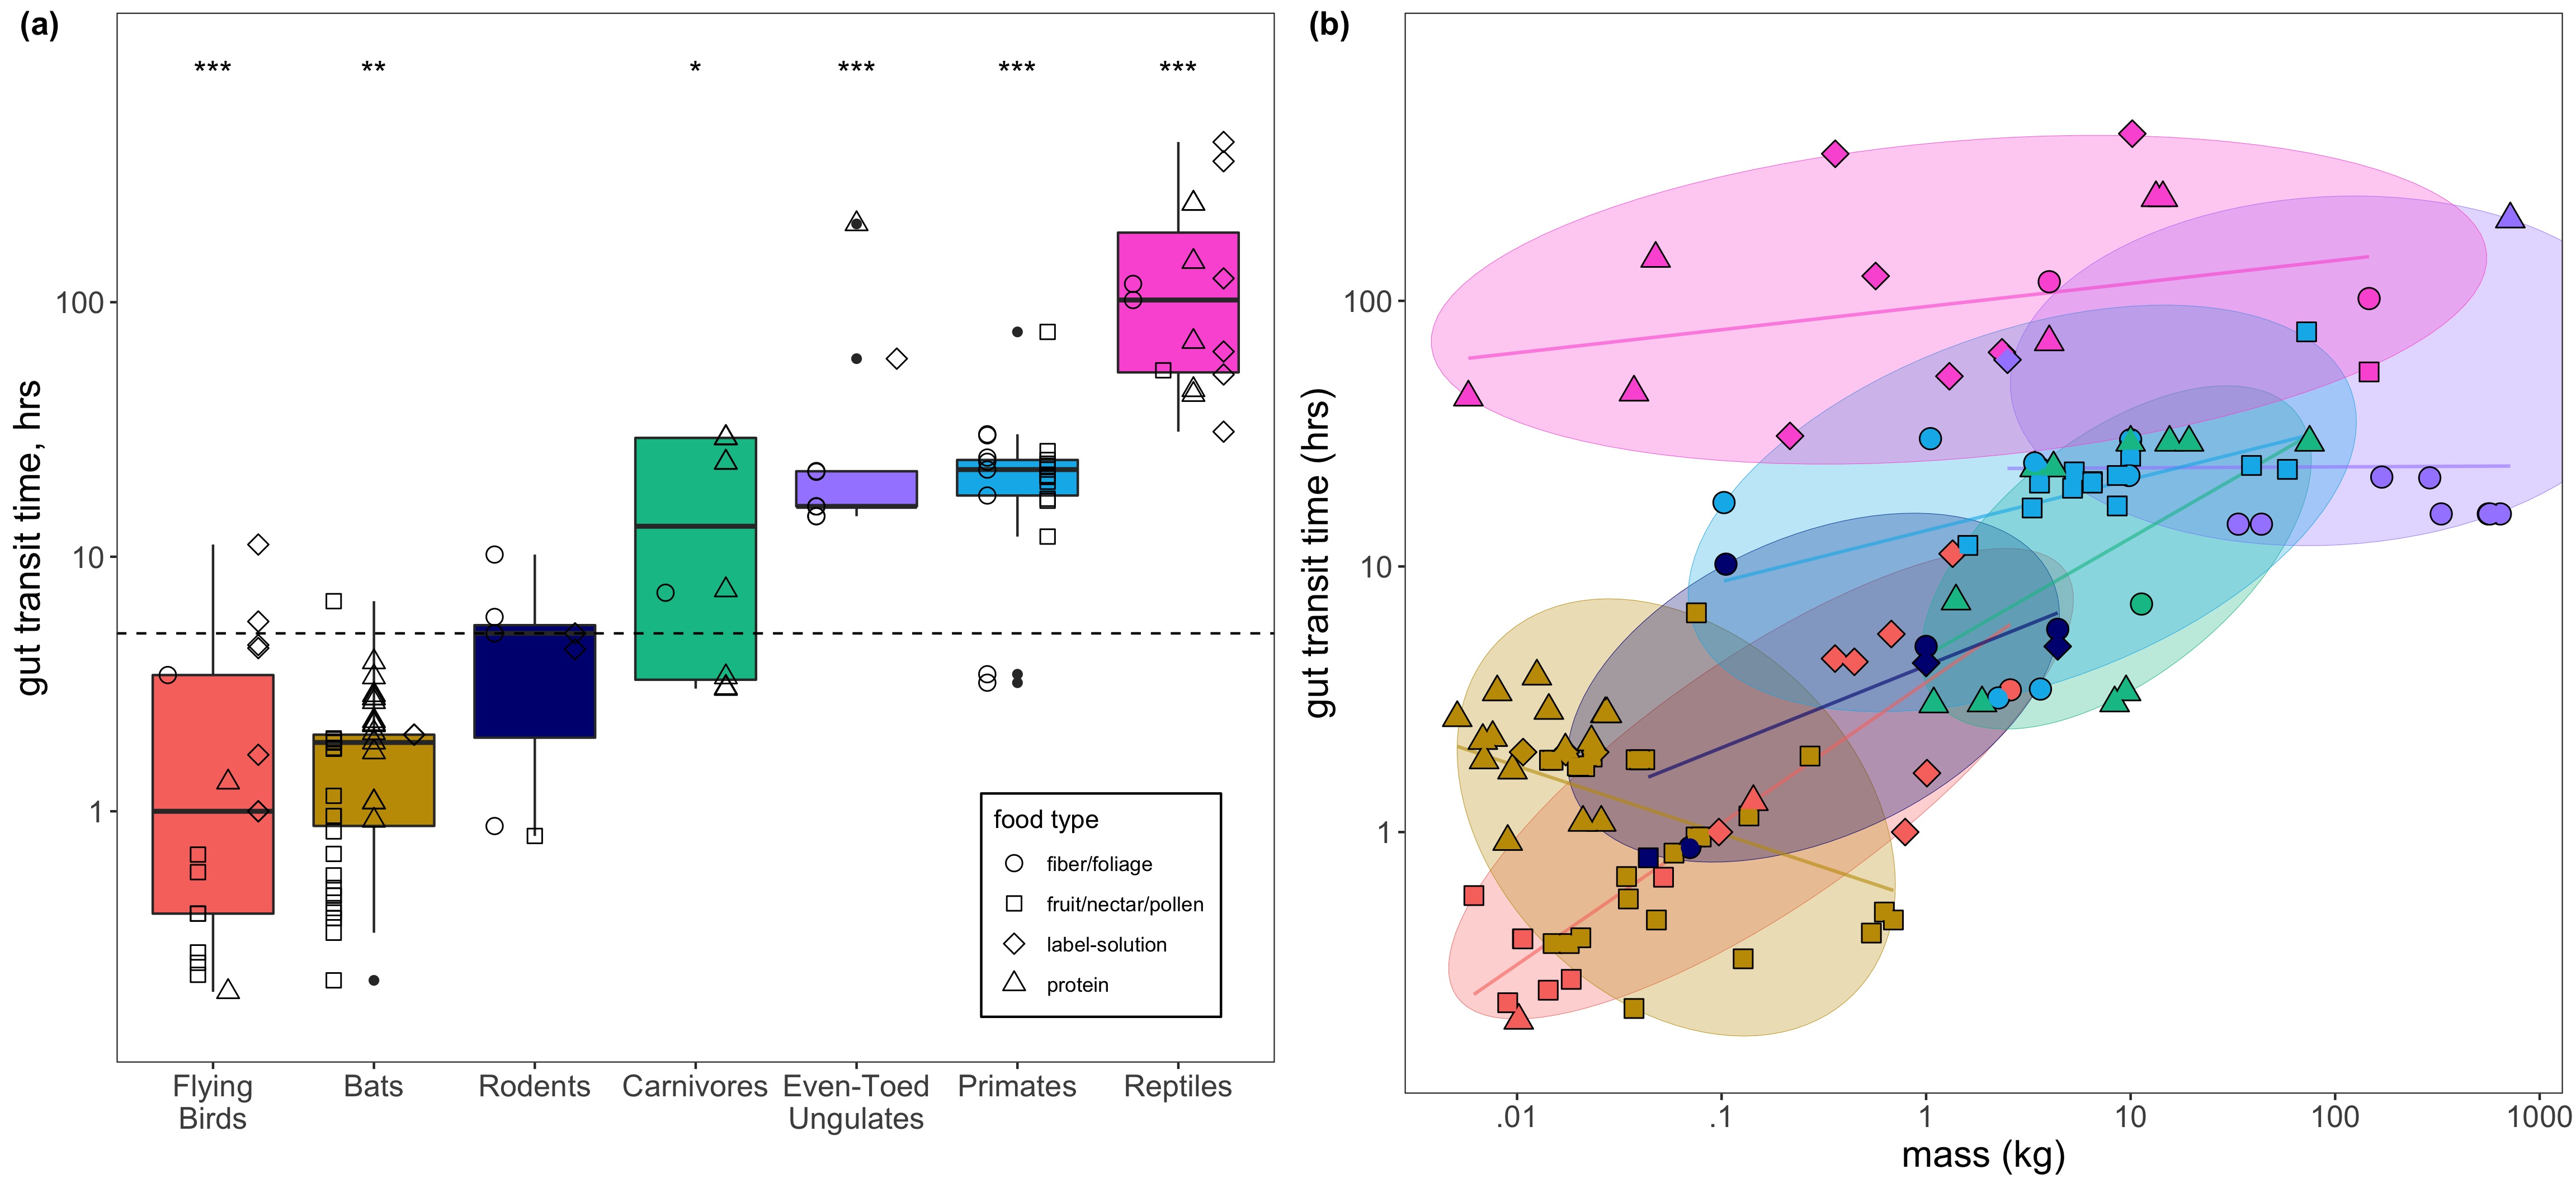 (a)
*** ** * *** *** ***
gut transit time, hrs
100
10
1
Flying
Birds
Bats
Rodents
Carnivores
Even-Toed
Ungulates
Primates
Reptiles
food type
fiber/foliage
fruit/nectar/pollen
label-solution
protein
(b)
gut transit time (hrs)
100
10
1
.01 .1 1 10 100 1000
mass (kg)